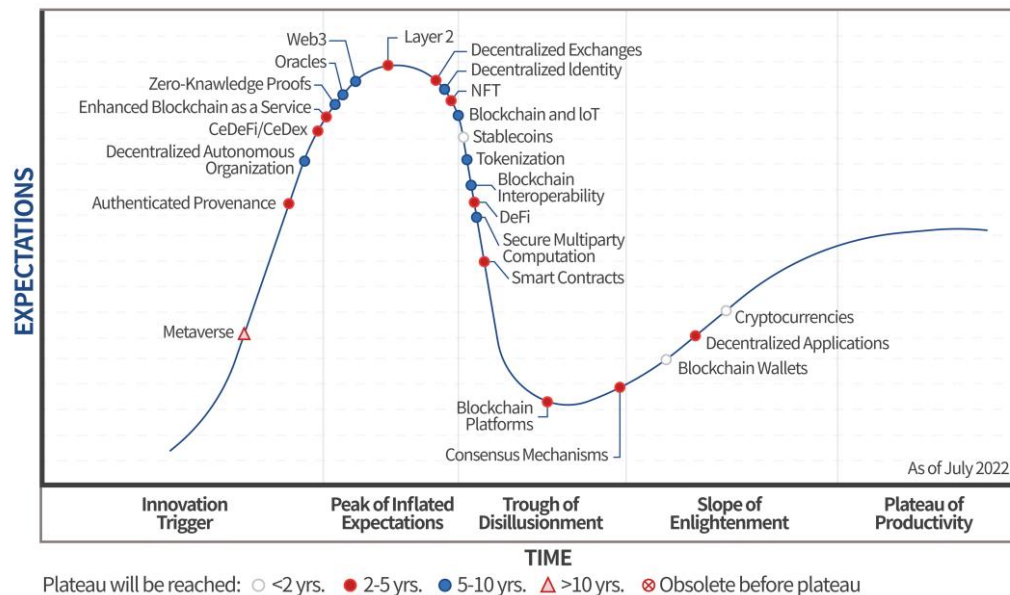 EXPECTATIONS
Web3
Oracles
Zero-Knowledge Proofs
Enhanced Blockchain as a Service
CeDeFi/CeDex
Decentralized Autonomous
Organization
Authenticated Provenance
Metaverse
Layer 2
Decentralized Exchanges
Decentralized Identity
NFT
Blockchain and IoT
Stablecoins
Tokenization
Blockchain
Interoperability
DeFi
Secure Multiparty
Computation
Smart Contracts
Blockchain
Platforms
Consensus Mechanisms
Cryptocurrencies
Decentralized Applications
Blockchain Wallets
As of July 2022
Innovation
Trigger
Peak of Inflated
Expectations
Trough of
Disillusionment
Slope of
Enlightenment
Plateau of
Productivity
TIME
Plateau will be reached: <2 yrs. 2-5 yrs. 5-10 yrs. >10 yrs. Obsolete before plateau